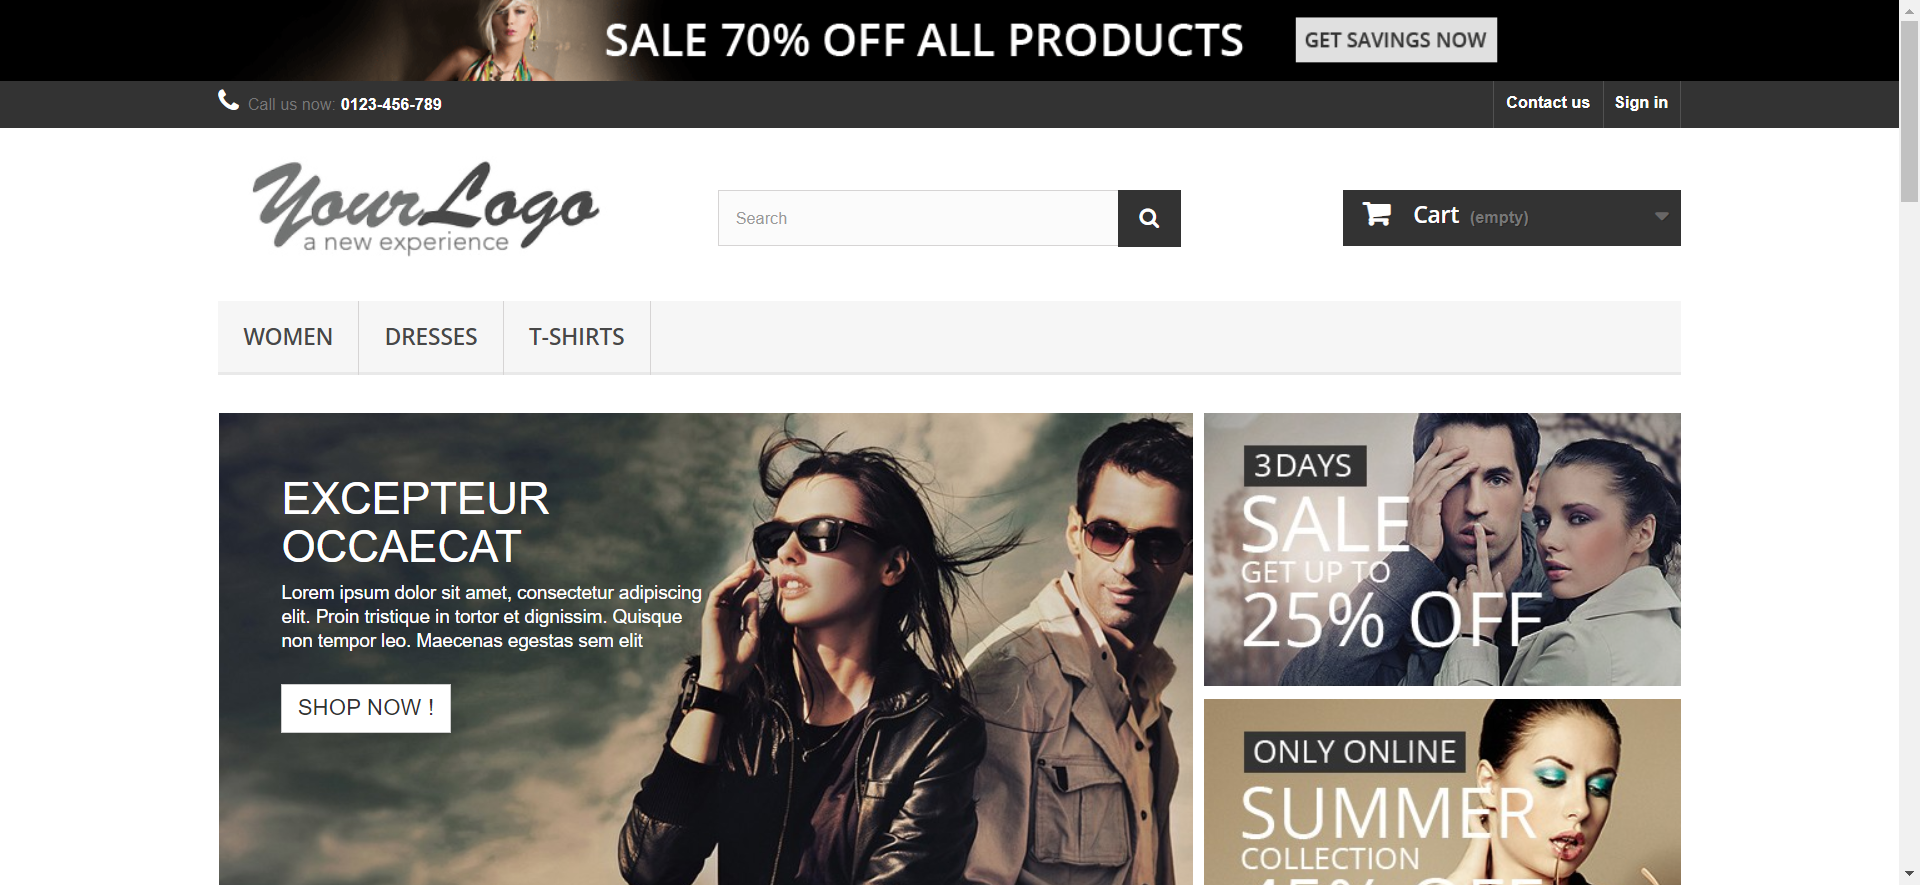 SALE 70% OFF ALL PRODUCTS
GET SAVINGS NOW
Call us now: 0123-456-789
Contact us
Sign in
YourLogo
a new experience
Search
Cart (empty)
WOMEN
DRESSES
T-SHIRTS
EXCEPTEUR
OCCAECAT
Lorem ipsum dolor sit amet, consectetur adipiscing
elit. Proin tristique in tortor et dignissim. Quisque
non tempor leo. Maecenas egestas sem elit
SHOP NOW !
3 DAYS
SALE
GET UP TO
25% OFF
ONLY ONLINE
SUMMER
COLLECTION
45% OFF